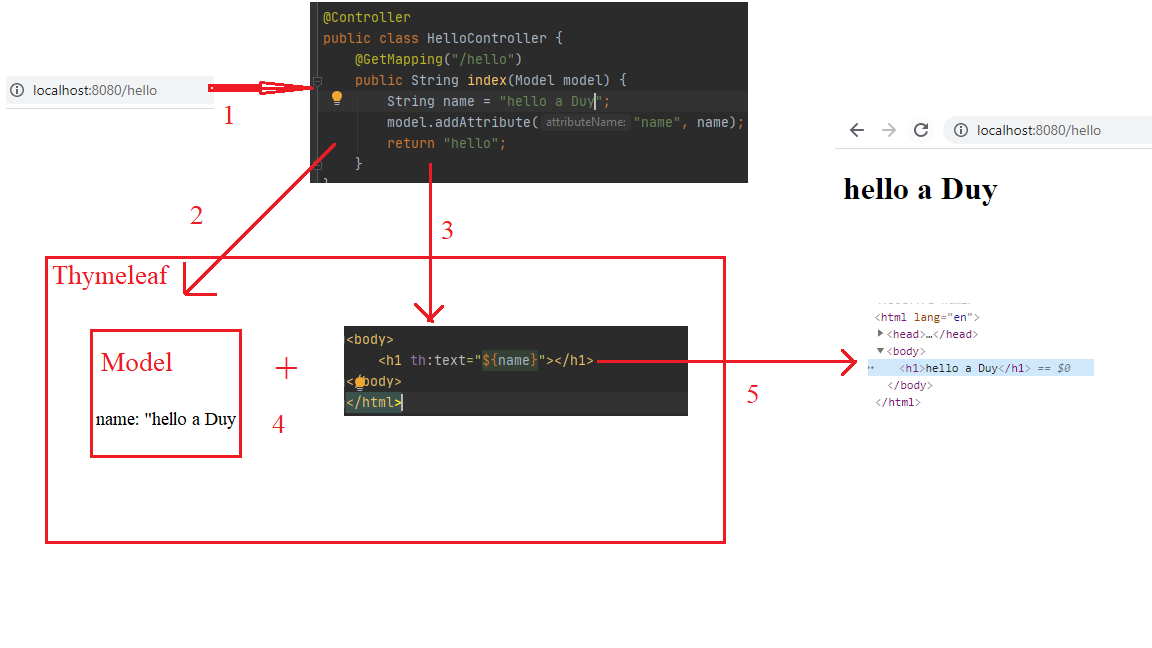 localhost:8080/hello
1
@Controller
public class HelloController {
@GetMapping("/hello")
public String index(Model model) {
String name = "hello a Duy";
model.addAttribute( attributeName: "name", name);
return "hello";
}
2
3
localhost:8080/hello
hello a Duy
Thymeleaf
Model
name: "hello a Duy
+
4
<body>
<h1 th:text="${name}"></h1>
</body>
</html>
5
<html lang="en">
<head>…</head>
<body>
<h1>hello a Duy</h1> == $0
</body>
</html>